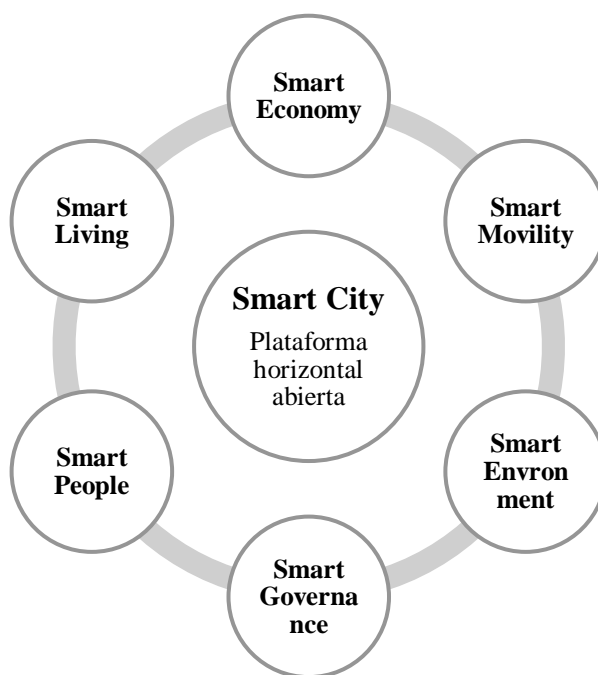 Smart
Economy
Smart
Movility
Smart
Envron
ment
Smart
Governa
nce
Smart
People
Smart
Living
Smart City
Plataforma
horizontal
abierta